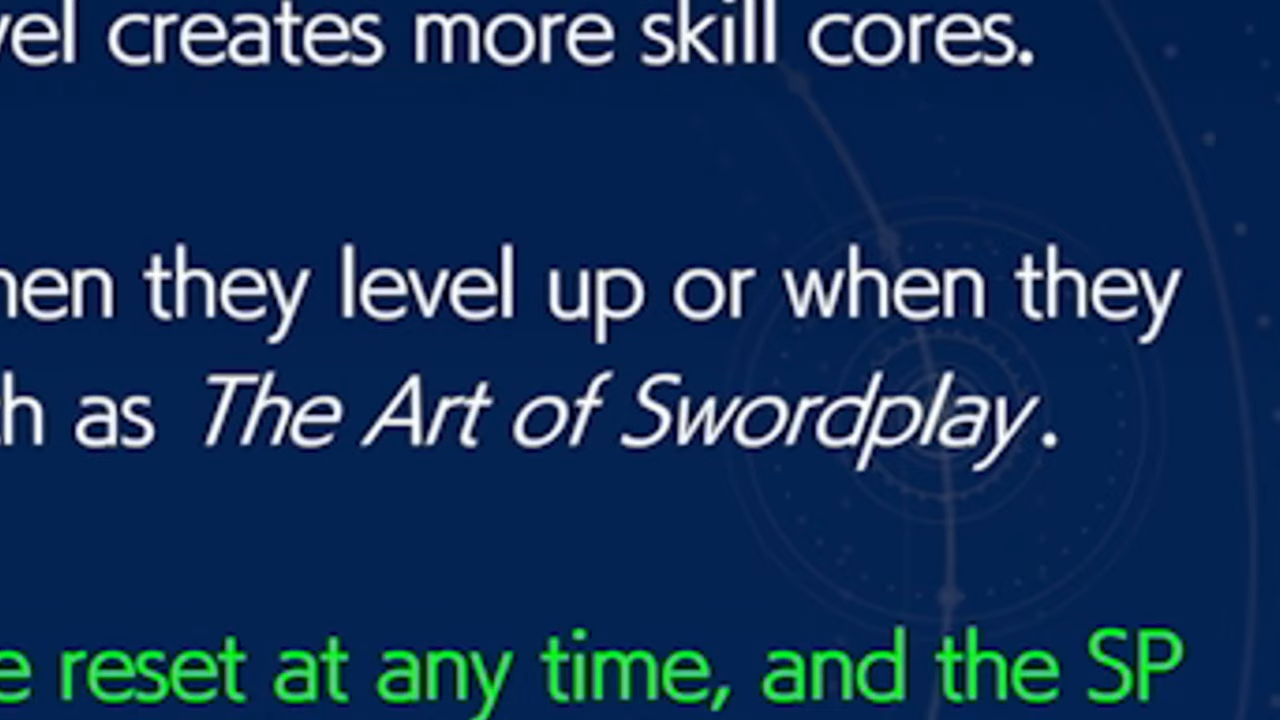 vel creates more skill cores.
hen they level up or when they
h as The Art of Swordplay.
e reset at any time, and the SP